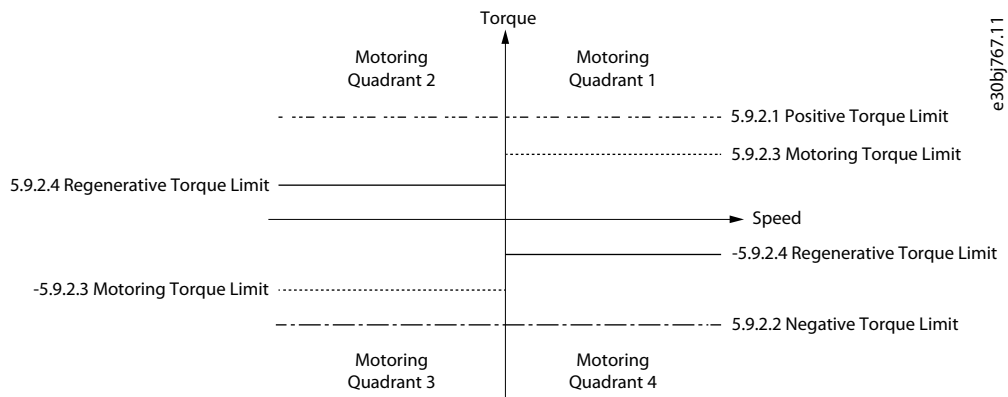 Torque
Motoring
Quadrant 2
Motoring
Quadrant 1
5.9.2.1 Positive Torque Limit
5.9.2.3 Motoring Torque Limit
5.9.2.4 Regenerative Torque Limit
Speed
-5.9.2.4 Regenerative Torque Limit
-5.9.2.3 Motoring Torque Limit
5.9.2.2 Negative Torque Limit
Motoring
Quadrant 3
Motoring
Quadrant 4
e30bj767.11